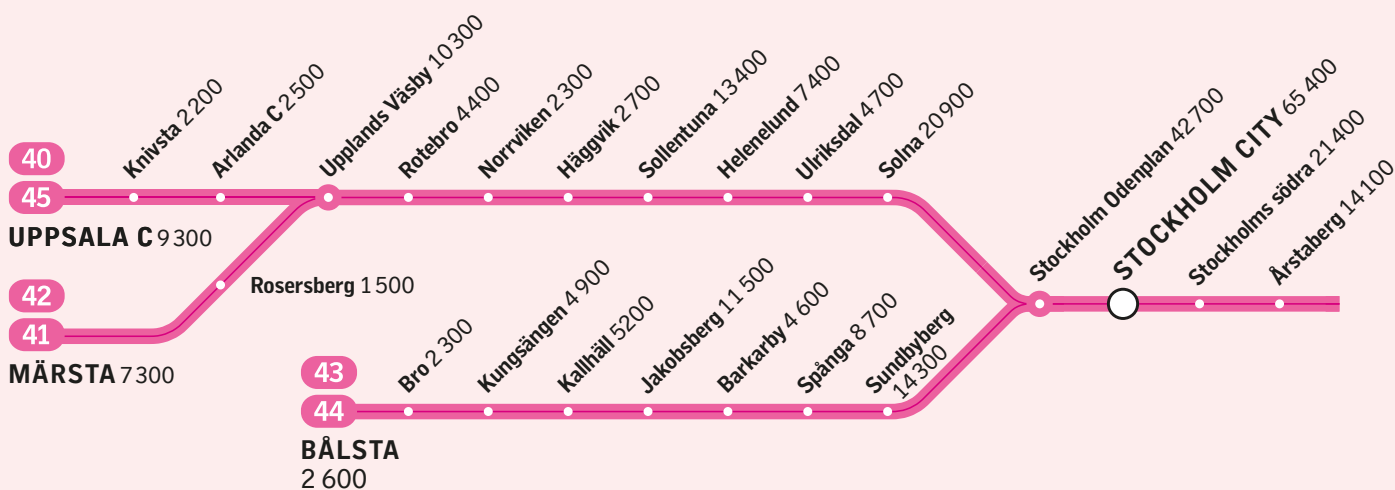 40
45
UPPSALA C 9 300
Knivsta 2 200
Arlanda C 2 500
Upplands Väsby 10 300
Rotebro 4 400
Norrviken 2 300
Häggvik 2 700
Sollentuna 13 400
Helenelund 7 400
Ulriksdal 4 700
Solna 20 900
Stockholm Odenplan 42 700
STOCKHOLM CITY 65 400
Stockholms södra 21 400
Årstaberg 14 100
42
41
MÄRSTA 7 300
Rosersberg 1 500
43
44
BÅLSTA
2 600
Bro 2 300
Kungsängen 4 900
Kallhäll 5200
Jakobsberg 11 500
Barkarby 4 600
Spånga 8 700
Sundbyberg
14 300